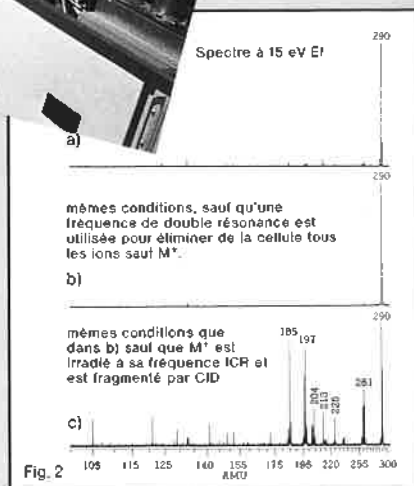 290
Spectre à 15 eV EI
a)
290
mêmes conditions, sauf qu'une
fréquence de double résonance est
utilisée pour éliminer de la cellule tous
les ions sauf M⁺.
b)
290
mêmes conditions que
dans b) sauf que M⁺ est
irradié à sa fréquence ICR et
est fragmenté par CID
185
197
204
213
225
261
c)
105 115 125 140 155 175 195 220 255 300
AMU
Fig. 2